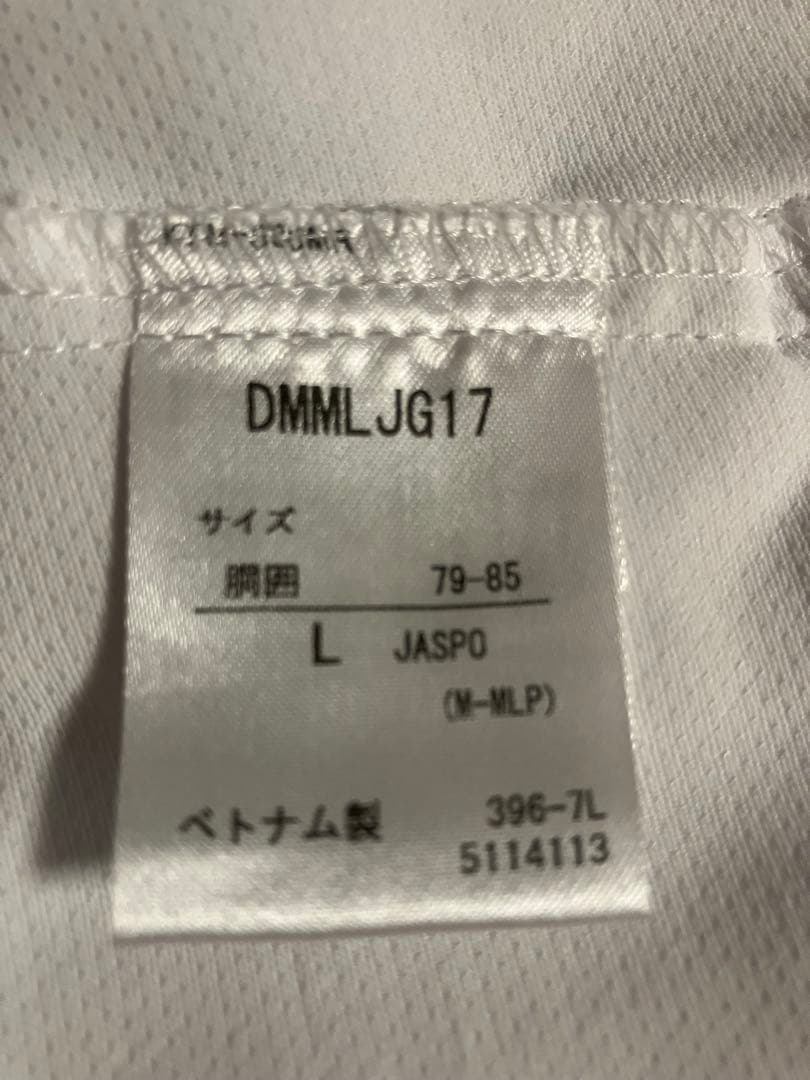 DMMLJG17
サイズ
胴囲 79-85
L JASPO
(M-MLP)
ベトナム製 396-7L
5114113